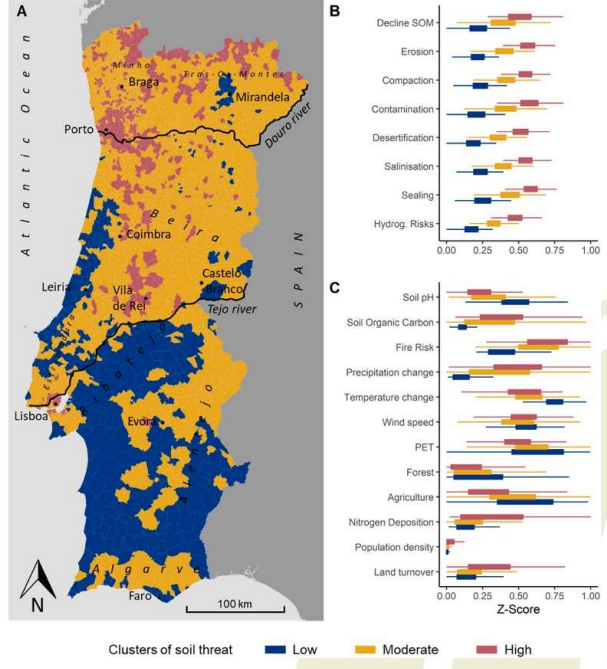 A
Atlantic Ocean
Minho
Tras-Os-Montes
Braga
Mirandela
Douro river
Porto
Beira
SPAIN
Coimbra
Leiria
Castelo
Branco
Vila
de Rei
Tejo river
Estremadura
Ribatejo
Lisboa
Evora
Alentejo
Algarve
Faro
N
100 km
B
Decline SOM
Erosion
Compaction
Contamination
Desertification
Salinisation
Sealing
Hydrog. Risks
0.00 0.25 0.50 0.75 1.00
C
Soil pH
Soil Organic Carbon
Fire Risk
Precipitation change
Temperature change
Wind speed
PET
Forest
Agriculture
Nitrogen Deposition
Population density
Land turnover
0.00 0.25 0.50 0.75 1.00
Z-Score
Clusters of soil threat Low Moderate High